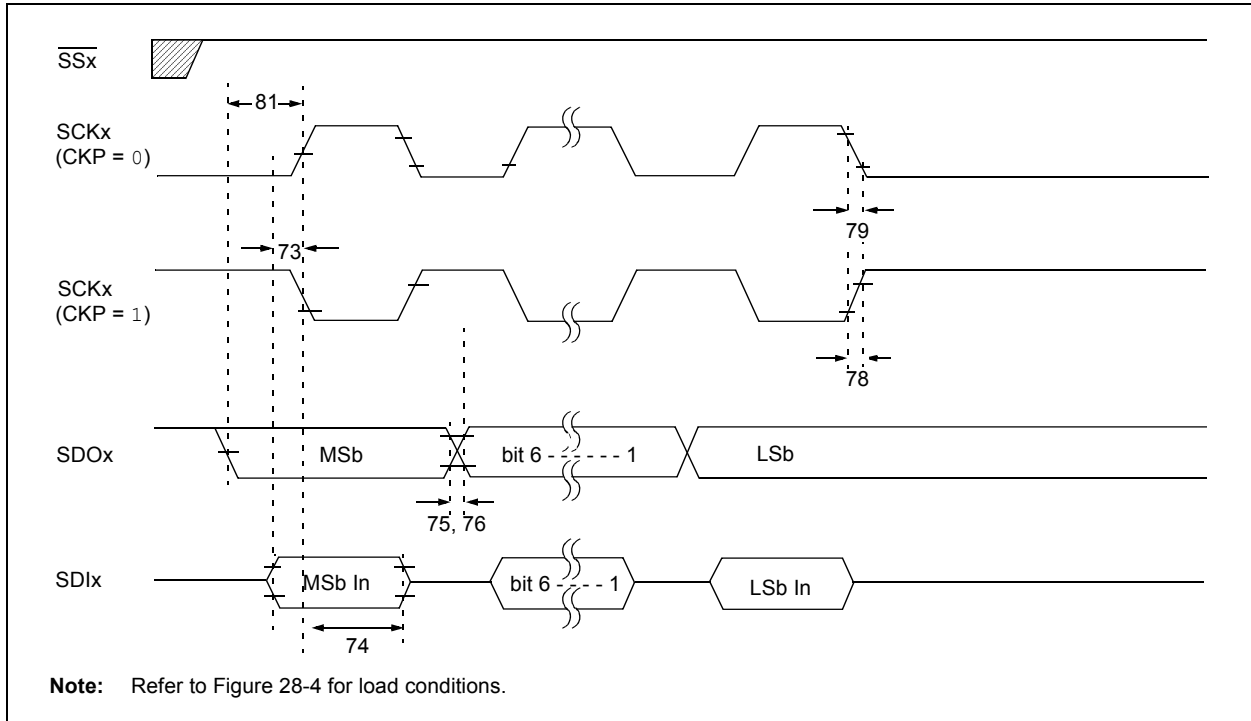 SSx
81
SCKx
(CKP = 0)
79
73
SCKx
(CKP = 1)
78
SDOx
MSb
bit 6 - - - - - - 1
LSb
75, 76
SDIx
MSb In
bit 6 - - - - 1
LSb In
74
Note: Refer to Figure 28-4 for load conditions.